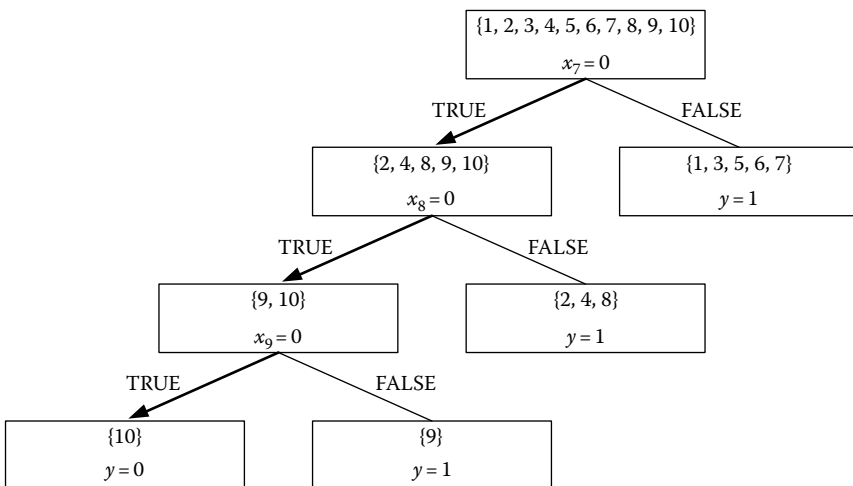 {1, 2, 3, 4, 5, 6, 7, 8, 9, 10}
x₇ = 0
TRUE
FALSE
{2, 4, 8, 9, 10}
x₈ = 0
{1, 3, 5, 6, 7}
y = 1
TRUE
FALSE
{9, 10}
x₉ = 0
{2, 4, 8}
y = 1
TRUE
FALSE
{10}
y = 0
{9}
y = 1